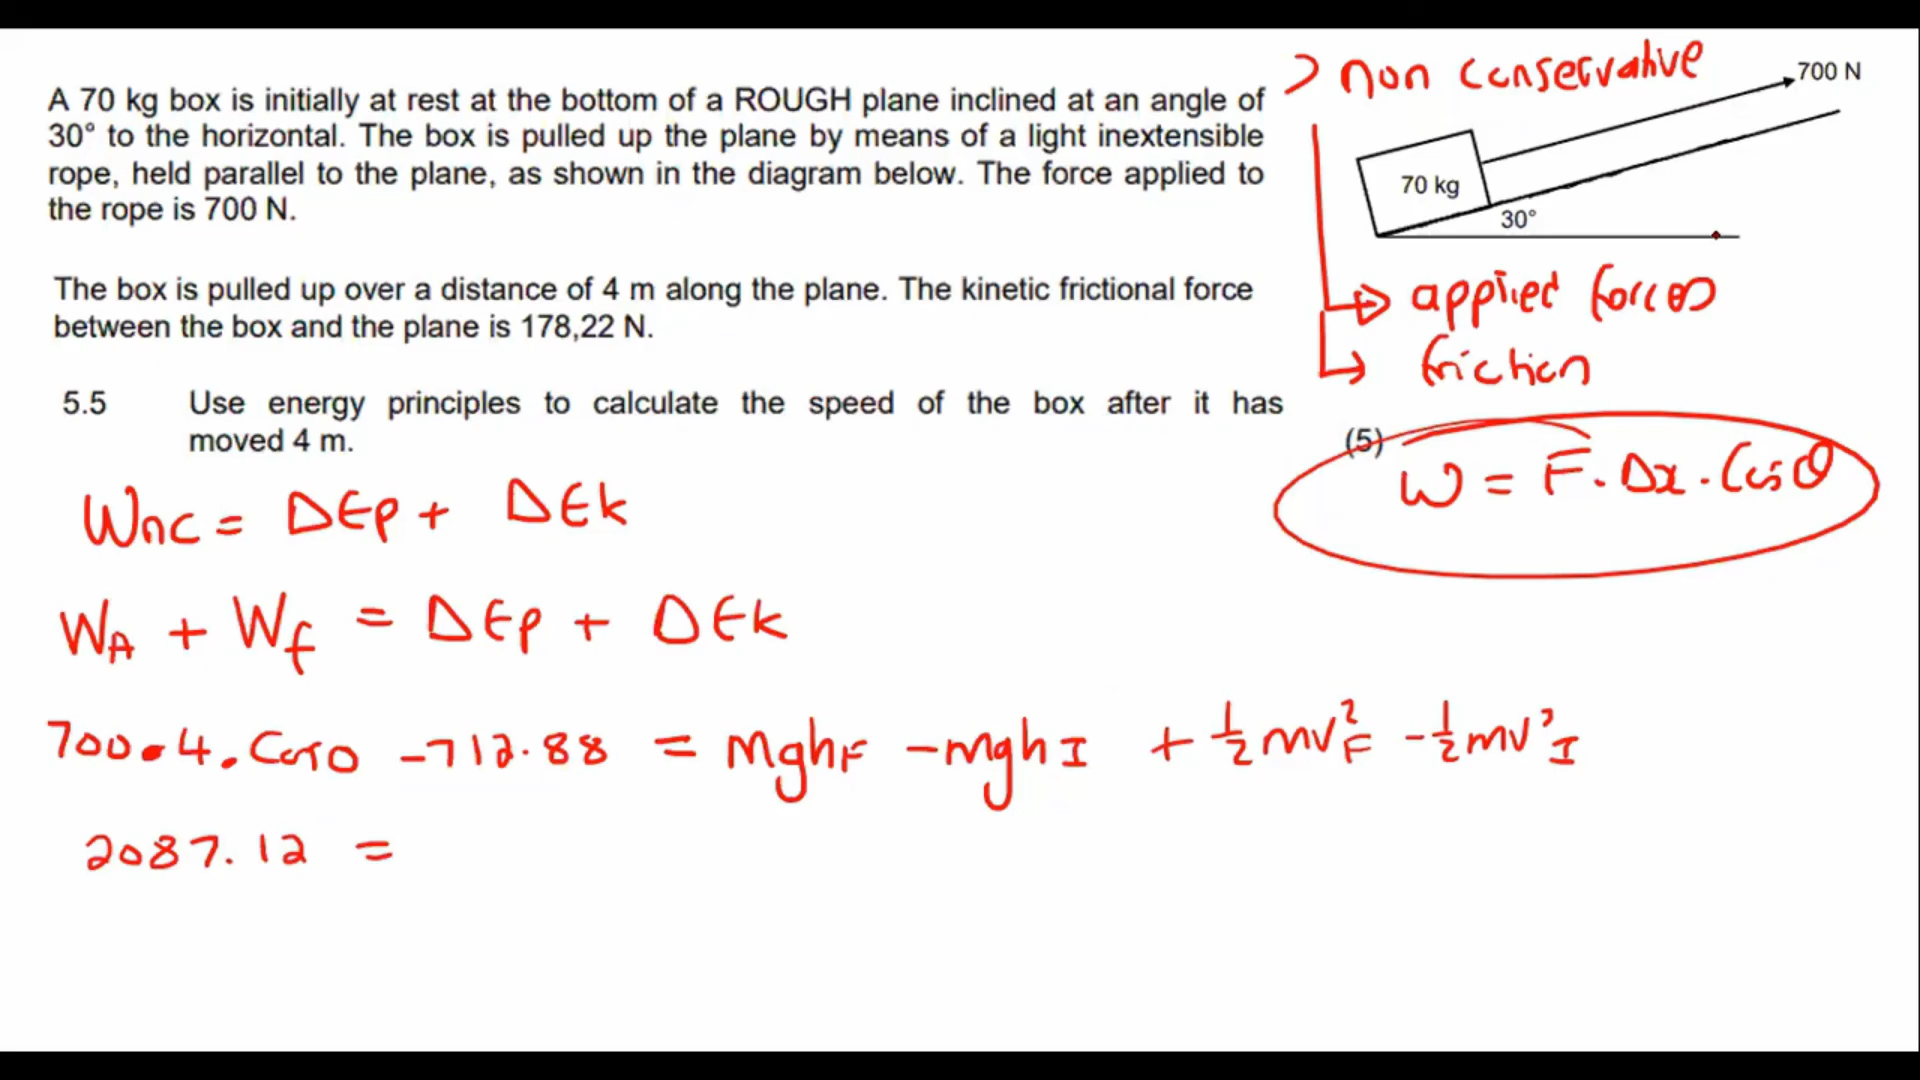 A 70 kg box is initially at rest at the bottom of a ROUGH plane inclined at an angle of
30° to the horizontal. The box is pulled up the plane by means of a light inextensible
rope, held parallel to the plane, as shown in the diagram below. The force applied to
the rope is 700 N.
> non conservative
700 N
70 kg
30°
The box is pulled up over a distance of 4 m along the plane. The kinetic frictional force
between the box and the plane is 178,22 N.
→ applied forces
→ friction
5.5 Use energy principles to calculate the speed of the box after it has
moved 4 m.
(5)
W = F. Δx. Cosθ
Wnc = ΔEp + ΔEk
WA + Wf = ΔEp + ΔEk
700.4.Cos0 -712.88 = mghF -mghI + ½mv²F -½mv²I
2087.12 =